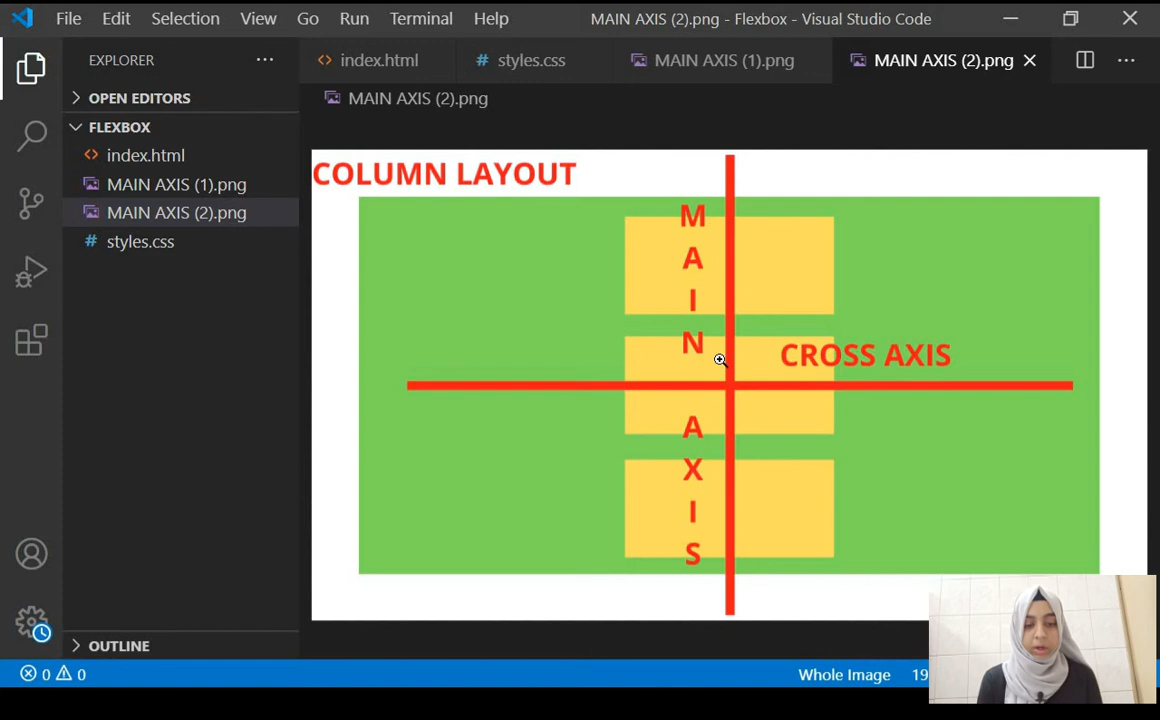 File Edit Selection View Go Run Terminal Help MAIN AXIS (2).png - Flexbox - Visual Studio Code
EXPLORER
index.html
# styles.css
MAIN AXIS (1).png
MAIN AXIS (2).png
OPEN EDITORS
MAIN AXIS (2).png
FLEXBOX
index.html
MAIN AXIS (1).png
MAIN AXIS (2).png
# styles.css
COLUMN LAYOUT
MAIN AXIS
CROSS AXIS
OUTLINE
0 0
Whole Image